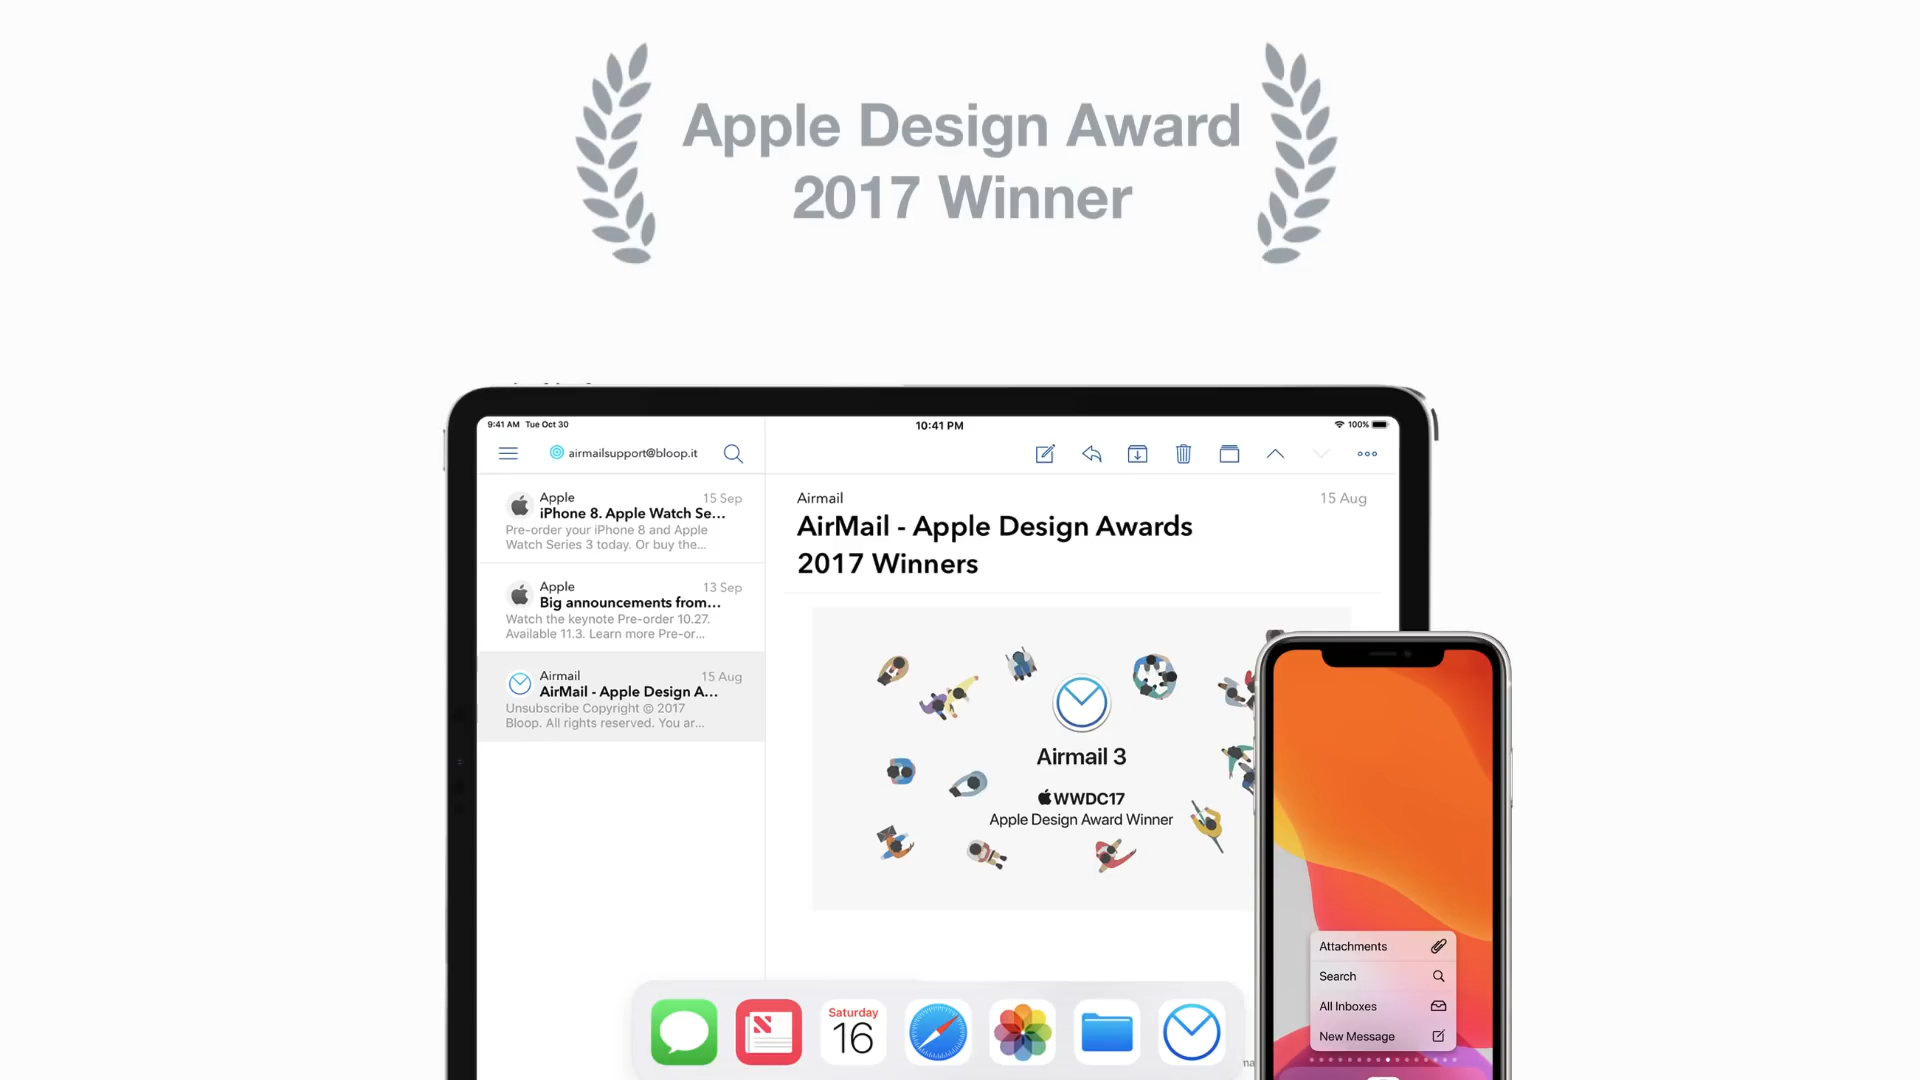 Apple Design Award
2017 Winner
9:41 AM Tue Oct 30
10:41 PM
100%
airmailsupport@bloop.it
Apple
15 Sep
iPhone 8. Apple Watch Se...
Pre-order your iPhone 8 and Apple
Watch Series 3 today. Or buy the...
Apple
13 Sep
Big announcements from...
Watch the keynote Pre-order 10.27.
Available 11.3. Learn more Pre-or...
Airmail
15 Aug
AirMail - Apple Design A...
Unsubscribe Copyright © 2017
Bloop. All rights reserved. You ar...
Airmail
15 Aug
AirMail - Apple Design Awards
2017 Winners
Airmail 3
WWDC17
Apple Design Award Winner
Attachments
Search
All Inboxes
New Message
Saturday
16